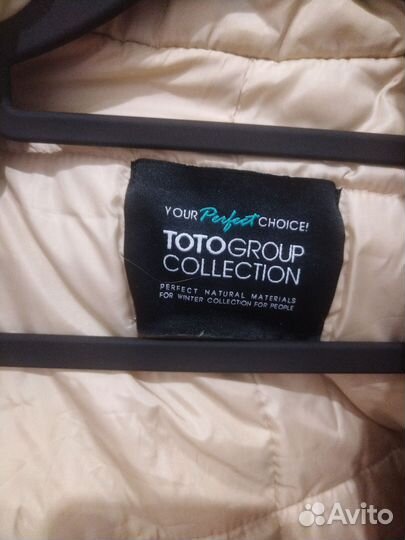 YOUR Perfect CHOICE!
TOTOGROUP
COLLECTION
PERFECT NATURAL MATERIALS
FOR WINTER COLLECTION FOR PEOPLE
Avito